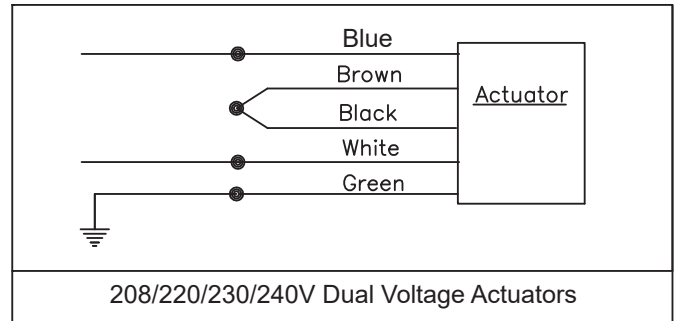 Blue
Brown
Actuator
Black
White
Green
208/220/230/240V Dual Voltage Actuators